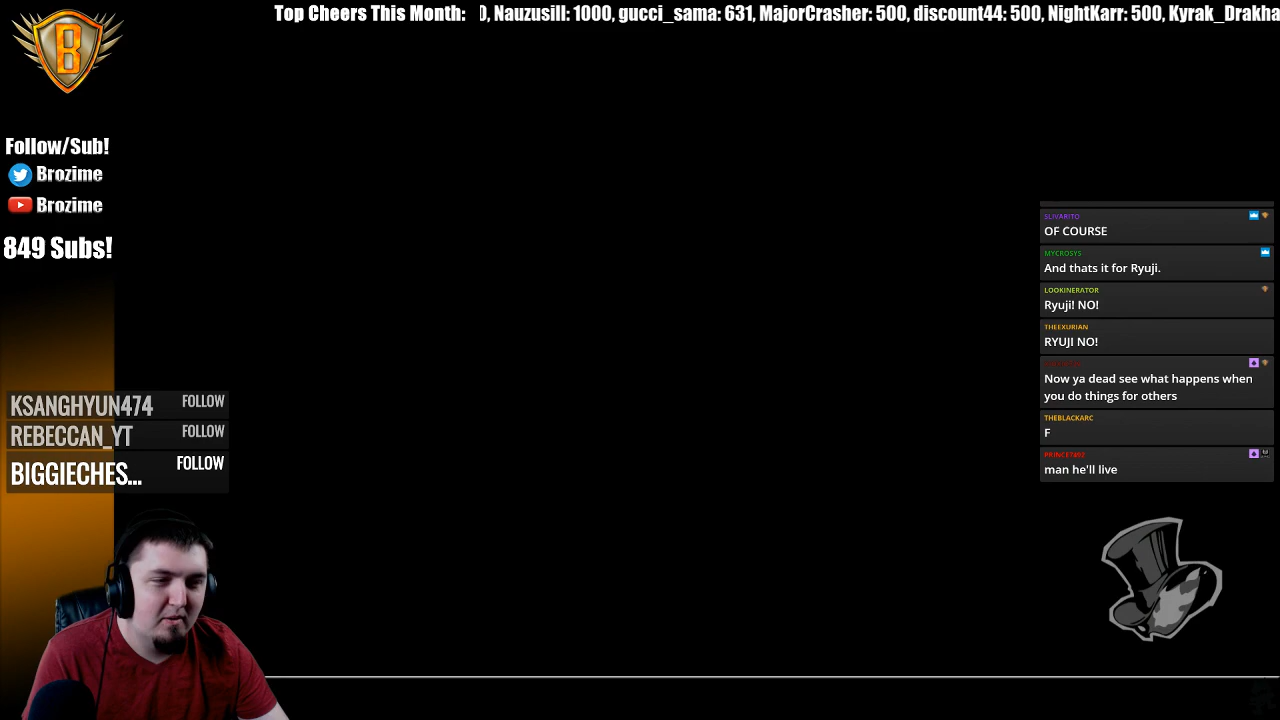 Top Cheers This Month: 0, Nauzusill: 1000, gucci_sama: 631, MajorCrasher: 500, discount44: 500, NightKarr: 500, Kyrak_Drakha
B
Follow/Sub!
Brozime
Brozime
849 Subs!
KSANGHYUN474 FOLLOW
REBECCAN_YT FOLLOW
BIGGIECHES... FOLLOW
SLIVARITO
OF COURSE
MYCROSYS
And thats it for Ryuji.
LOOKINERATOR
Ryuji! NO!
THEEXURIAN
RYUJI NO!
Now ya dead see what happens when
you do things for others
THEBLACKARC
F
man he'll live